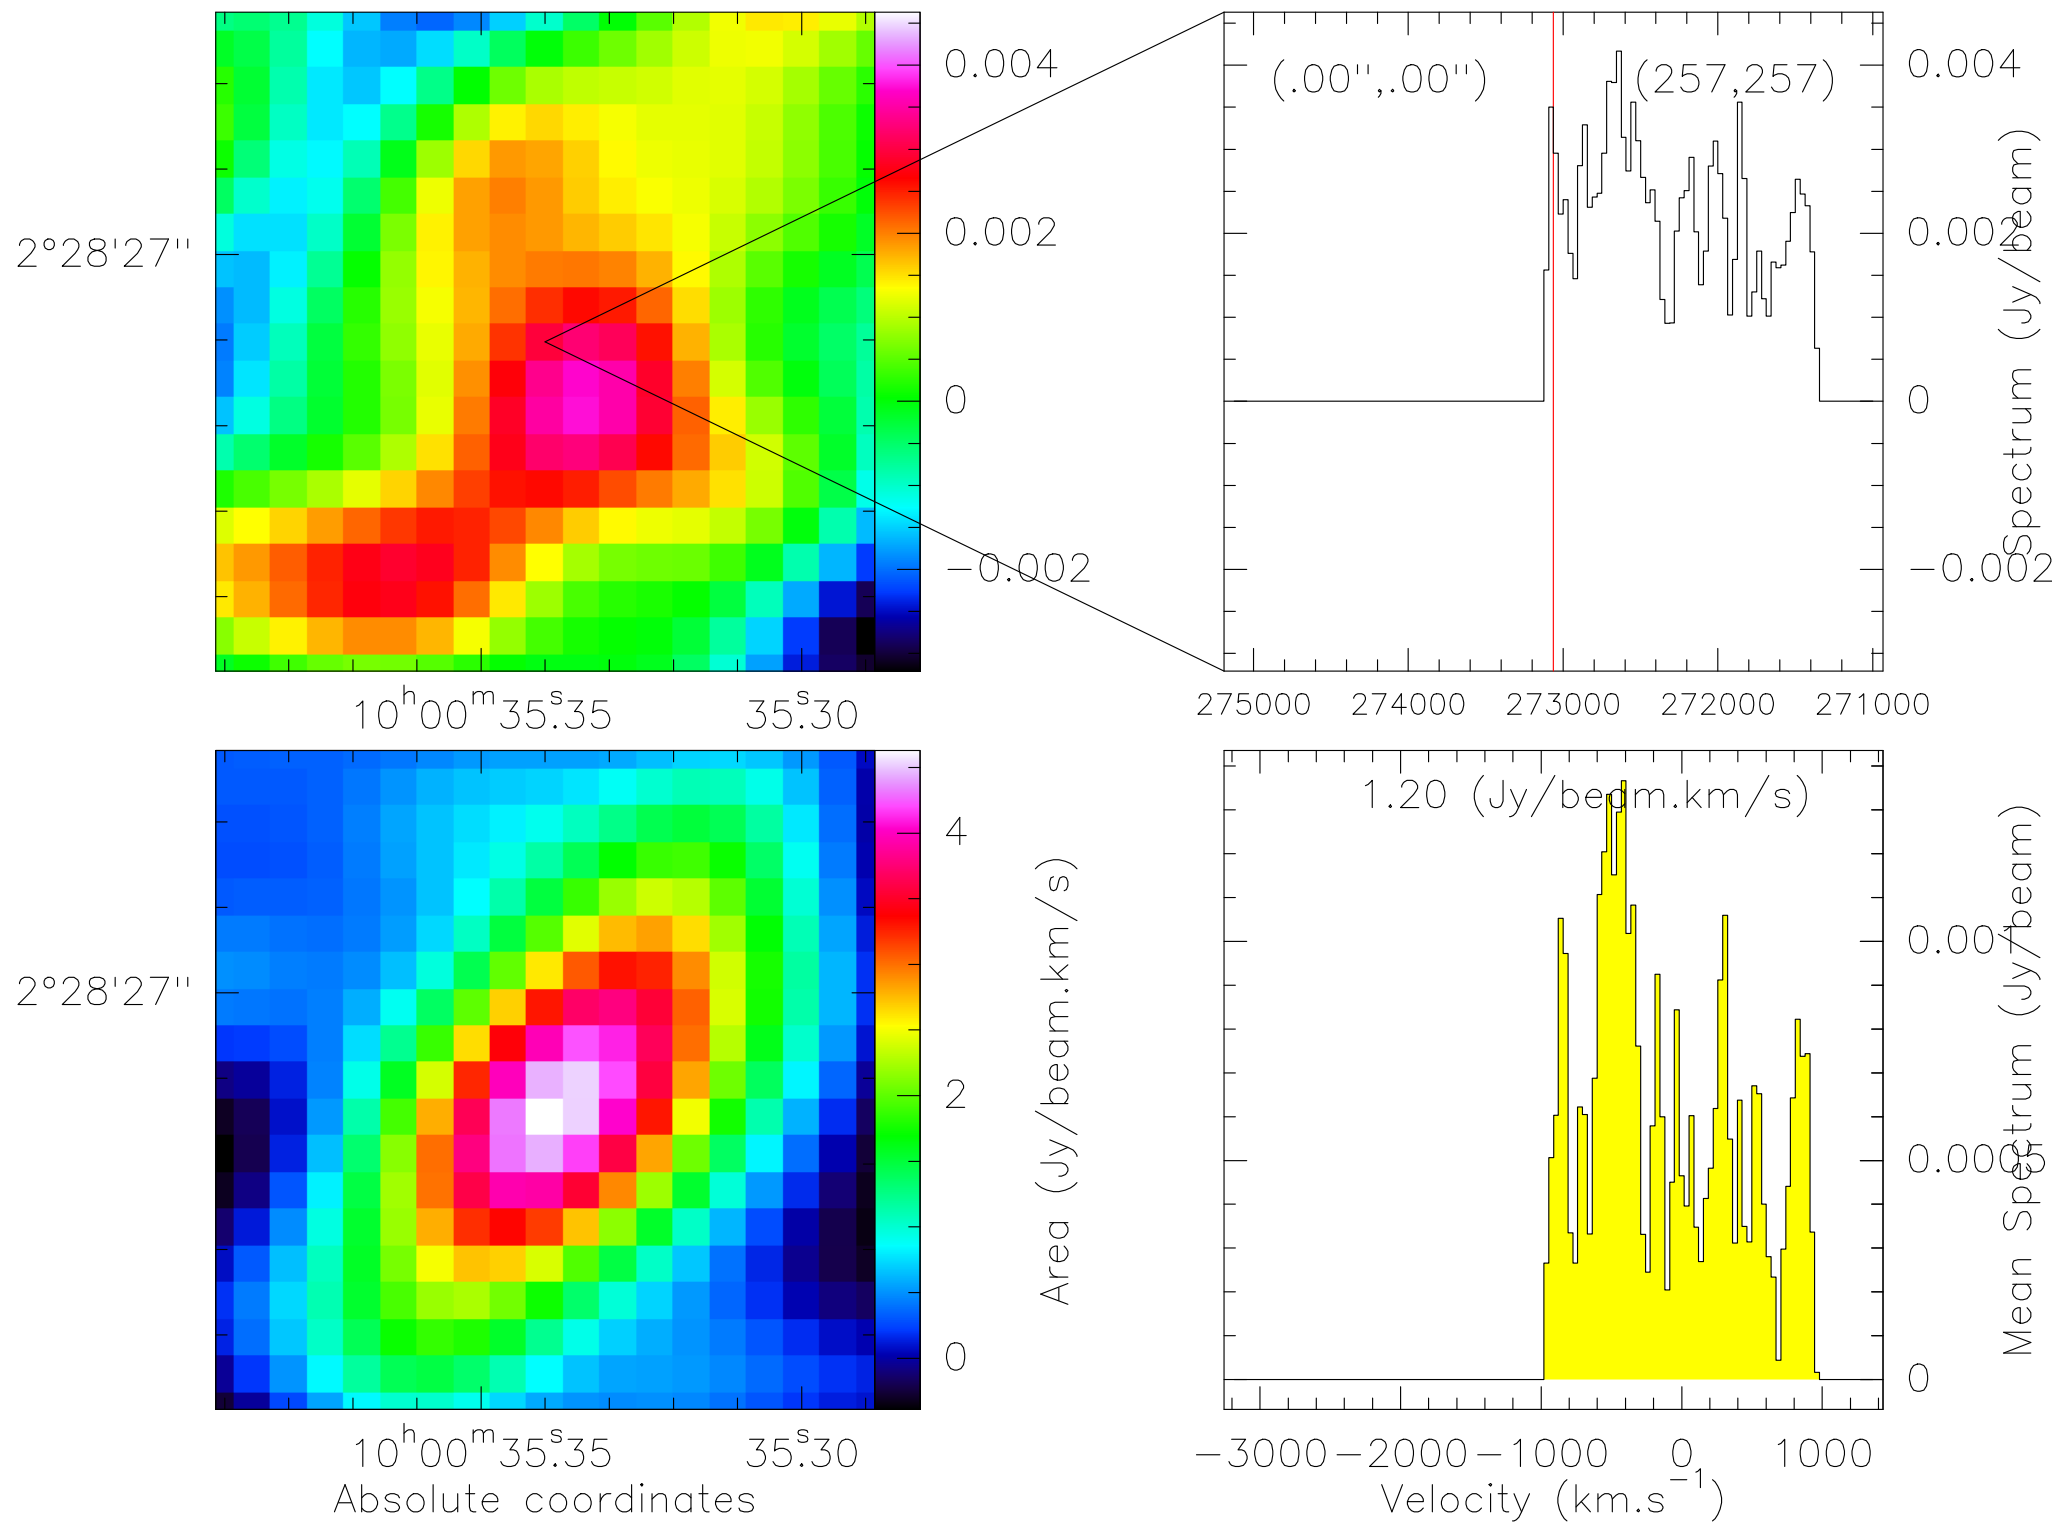 0.004
0.002
0
−0.002
2°28'27"
10h00m35s.35
35s.30
(.00",.00")
(257,257)
0.004
0.002
0
−0.002
Spectrum (Jy/beam)
275000
274000
273000
272000
271000
4
2
0
Area (Jy/beam.km/s)
2°28'27"
10h00m35s.35
35s.30
Absolute coordinates
1.20 (Jy/beam.km/s)
0.001
0.0005
0
Mean Spectrum (Jy/beam)
−3000
−2000
−1000
0
1000
Velocity (km.s−1)